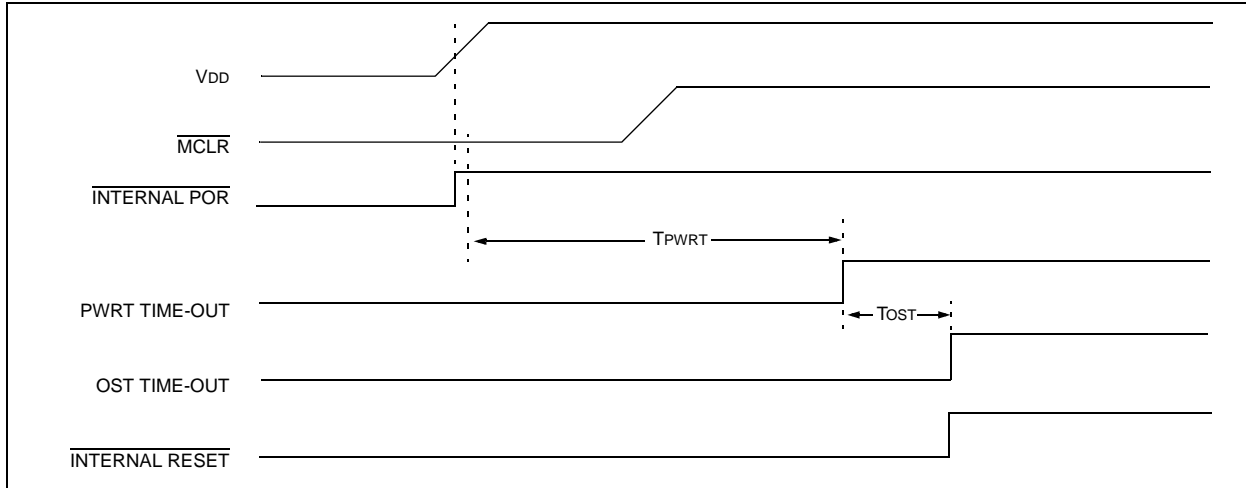 VDD
MCLR
INTERNAL POR
TPWRT
PWRT TIME-OUT
TOST
OST TIME-OUT
INTERNAL RESET